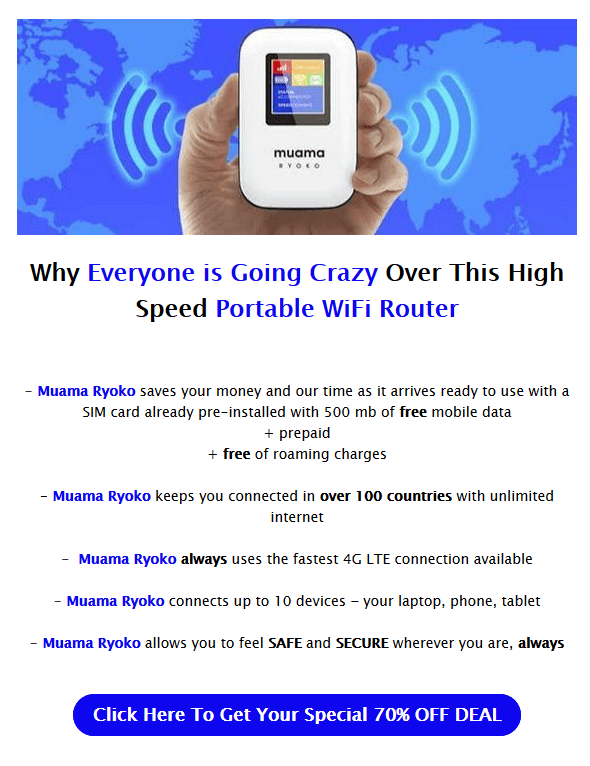 STATUS
muama
RYOKO
Why Everyone is Going Crazy Over This High
Speed Portable WiFi Router
- Muama Ryoko saves your money and our time as it arrives ready to use with a
SIM card already pre-installed with 500 mb of free mobile data
+ prepaid
+ free of roaming charges
- Muama Ryoko keeps you connected in over 100 countries with unlimited
internet
- Muama Ryoko always uses the fastest 4G LTE connection available
- Muama Ryoko connects up to 10 devices - your laptop, phone, tablet
- Muama Ryoko allows you to feel SAFE and SECURE wherever you are, always
Click Here To Get Your Special 70% OFF DEAL